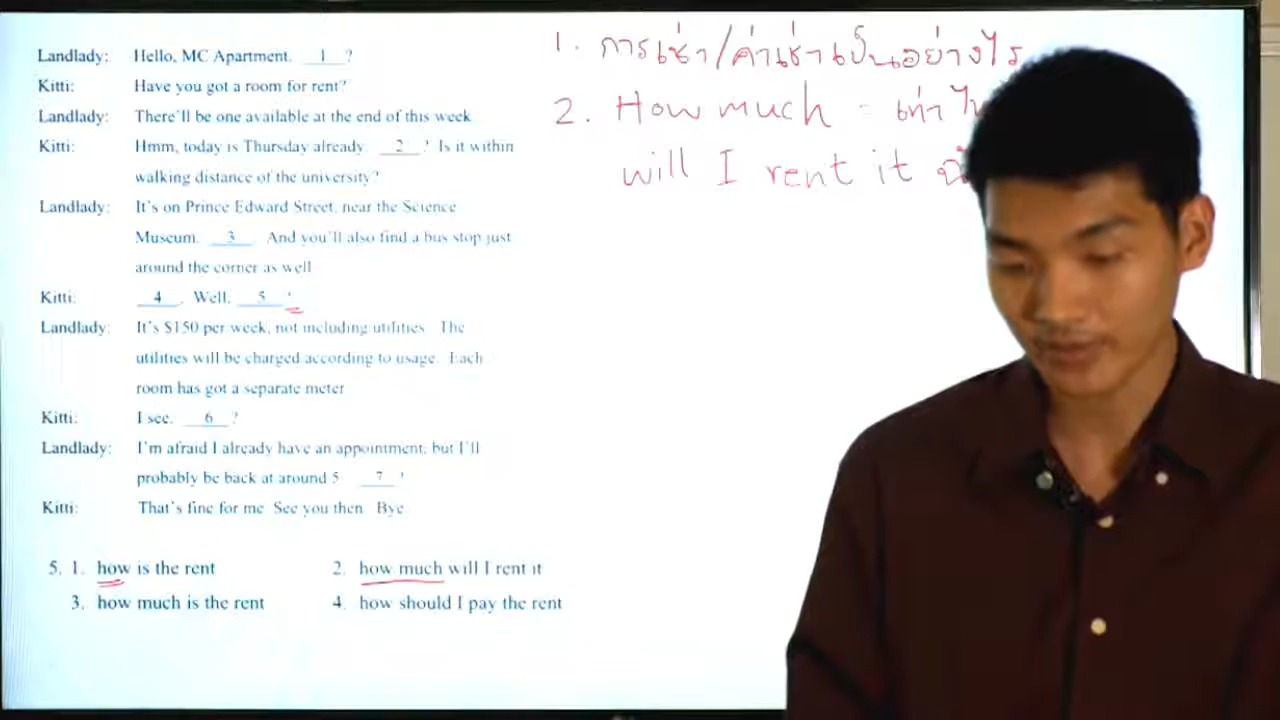 Landlady: Hello, MC Apartment. 1 ?
Kitti: Have you got a room for rent?
Landlady: There'll be one available at the end of this week
Kitti: Hmm, today is Thursday already. 2 ? Is it within
walking distance of the university?
Landlady: It's on Prince Edward Street, near the Science
Museum. 3 And you'll also find a bus stop just
around the corner as well
Kitti: 4 . Well, 5 ?
Landlady: It's $150 per week, not including utilities. The
utilities will be charged according to usage. Each
room has got a separate meter
Kitti: I see. 6 ?
Landlady: I'm afraid I already have an appointment, but I'll
probably be back at around 5 7 ?
Kitti: That's fine for me. See you then. Bye.
5. 1. how is the rent 2. how much will I rent it
3. how much is the rent 4. how should I pay the rent
1. การเช่า/ค่าเช่าเป็นอย่างไร
2. How much = เท่า
will I rent it